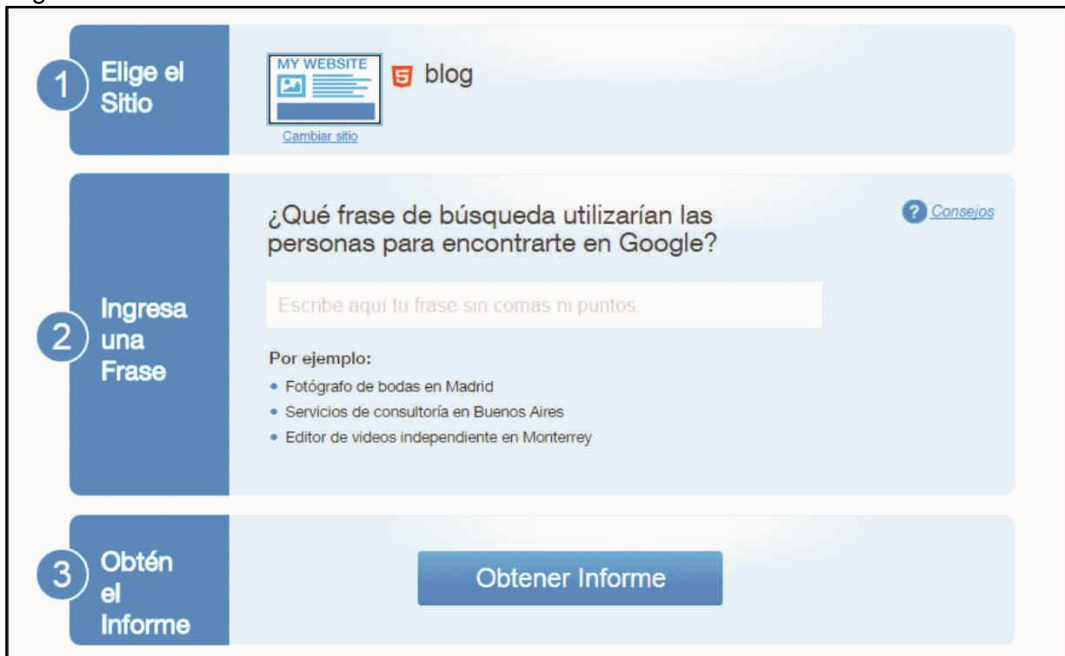 1
Elige el
Sitio
MY WEBSITE
5
blog
Cambiar sitio
2
Ingresa
una
Frase
¿Qué frase de búsqueda utilizarían las
personas para encontrarte en Google?
? Consejos
Escribe aquí tu frase sin comas ni puntos.
Por ejemplo:
• Fotógrafo de bodas en Madrid
• Servicios de consultoría en Buenos Aires
• Editor de videos independiente en Monterrey
3
Obtén
el
Informe
Obtener Informe